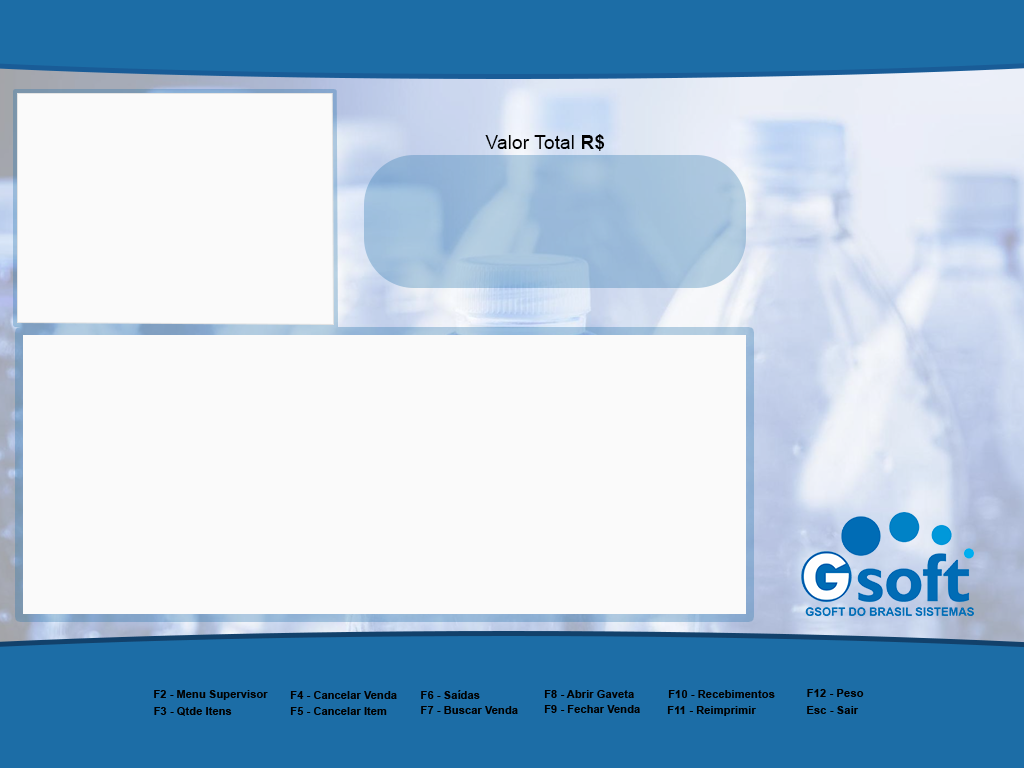 Valor Total R$
Gsoft
GSOFT DO BRASIL SISTEMAS
F2 - Menu Supervisor F4 - Cancelar Venda F6 - Saídas F8 - Abrir Gaveta F10 - Recebimentos F12 - Peso
F3 - Qtde Itens F5 - Cancelar Item F7 - Buscar Venda F9 - Fechar Venda F11 - Reimprimir Esc - Sair